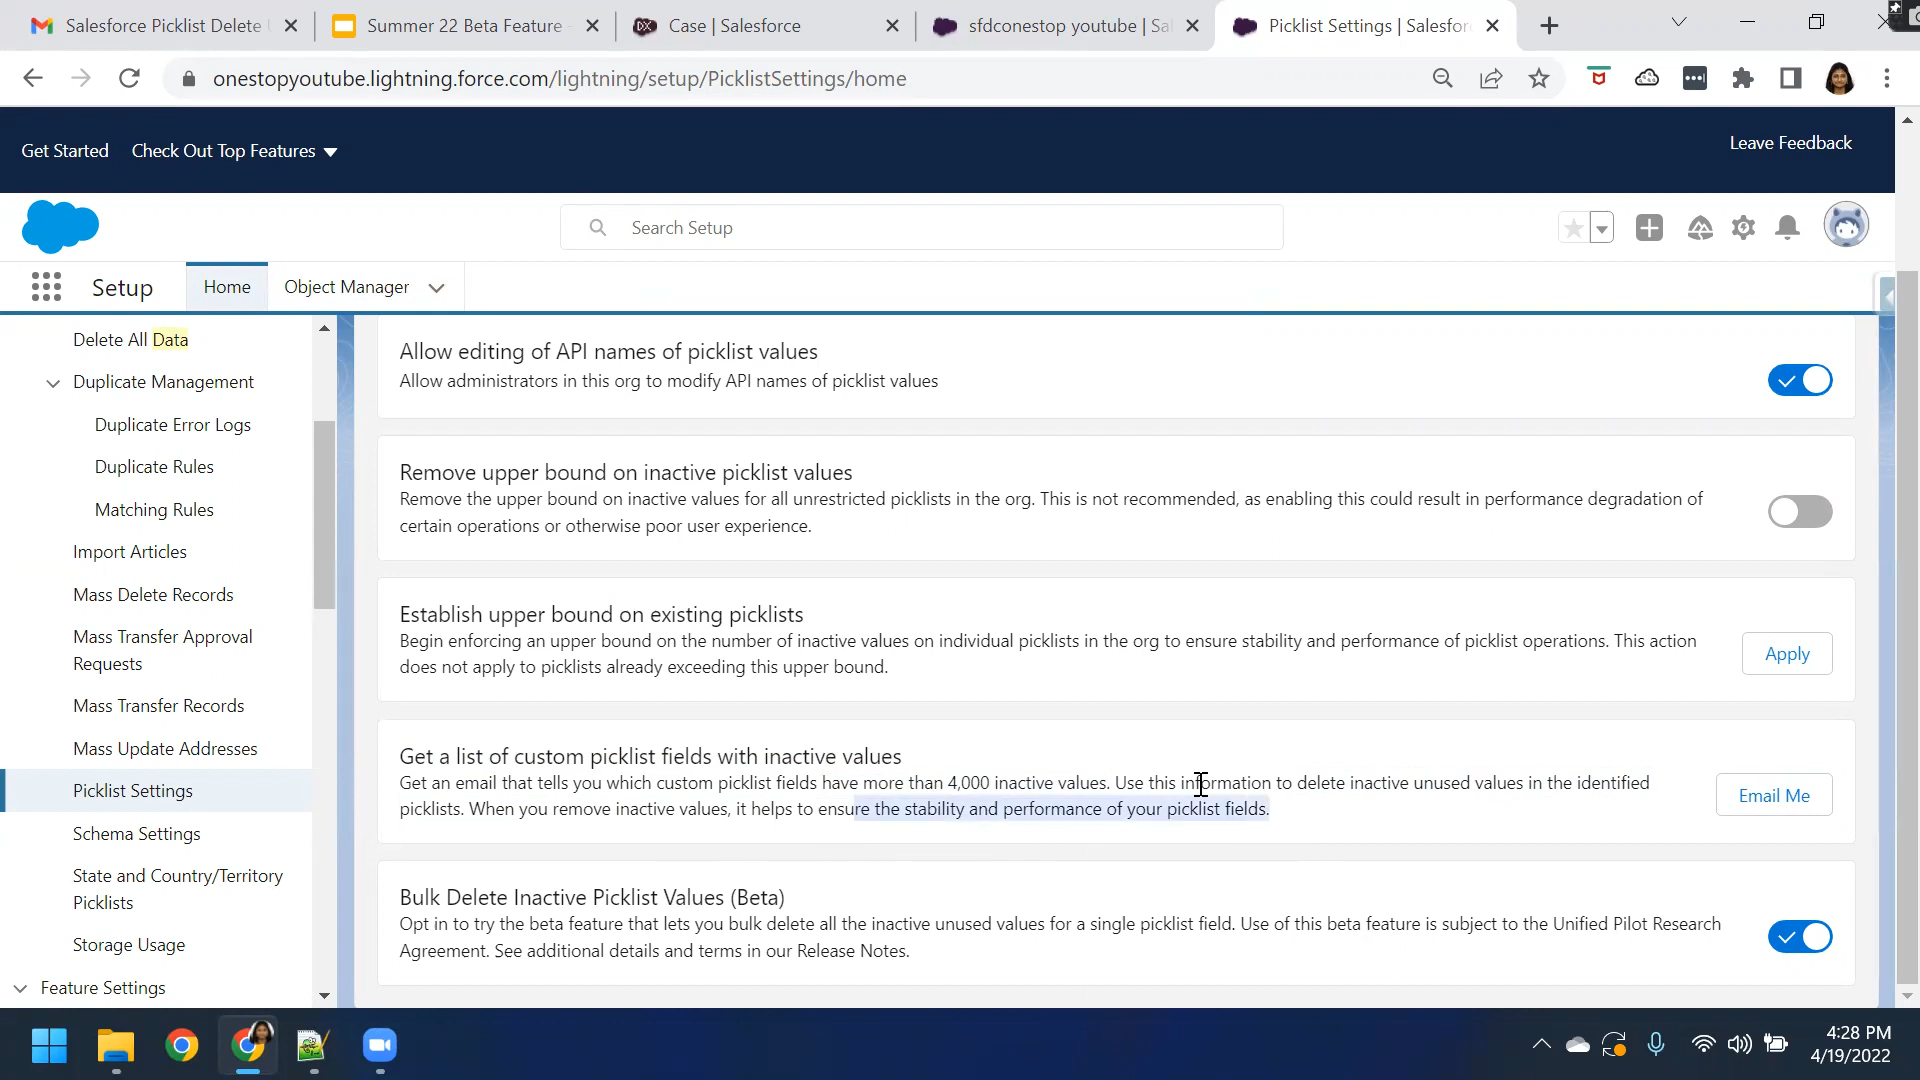 Salesforce Picklist Delete
Summer 22 Beta Feature
Case | Salesforce
sfdconestop youtube | Sa
Picklist Settings | Salesfor
onestopyoutube.lightning.force.com/lightning/setup/PicklistSettings/home
Get Started
Check Out Top Features
Leave Feedback
Search Setup
Setup
Home
Object Manager
Delete All Data
Duplicate Management
Duplicate Error Logs
Duplicate Rules
Matching Rules
Import Articles
Mass Delete Records
Mass Transfer Approval
Requests
Mass Transfer Records
Mass Update Addresses
Picklist Settings
Schema Settings
State and Country/Territory
Picklists
Storage Usage
Feature Settings
Allow editing of API names of picklist values
Allow administrators in this org to modify API names of picklist values
Remove upper bound on inactive picklist values
Remove the upper bound on inactive values for all unrestricted picklists in the org. This is not recommended, as enabling this could result in performance degradation of
certain operations or otherwise poor user experience.
Establish upper bound on existing picklists
Begin enforcing an upper bound on the number of inactive values on individual picklists in the org to ensure stability and performance of picklist operations. This action
does not apply to picklists already exceeding this upper bound.
Apply
Get a list of custom picklist fields with inactive values
Get an email that tells you which custom picklist fields have more than 4,000 inactive values. Use this information to delete inactive unused values in the identified
picklists. When you remove inactive values, it helps to ensure the stability and performance of your picklist fields.
Email Me
Bulk Delete Inactive Picklist Values (Beta)
Opt in to try the beta feature that lets you bulk delete all the inactive unused values for a single picklist field. Use of this beta feature is subject to the Unified Pilot Research
Agreement. See additional details and terms in our Release Notes.
4:28 PM
4/19/2022